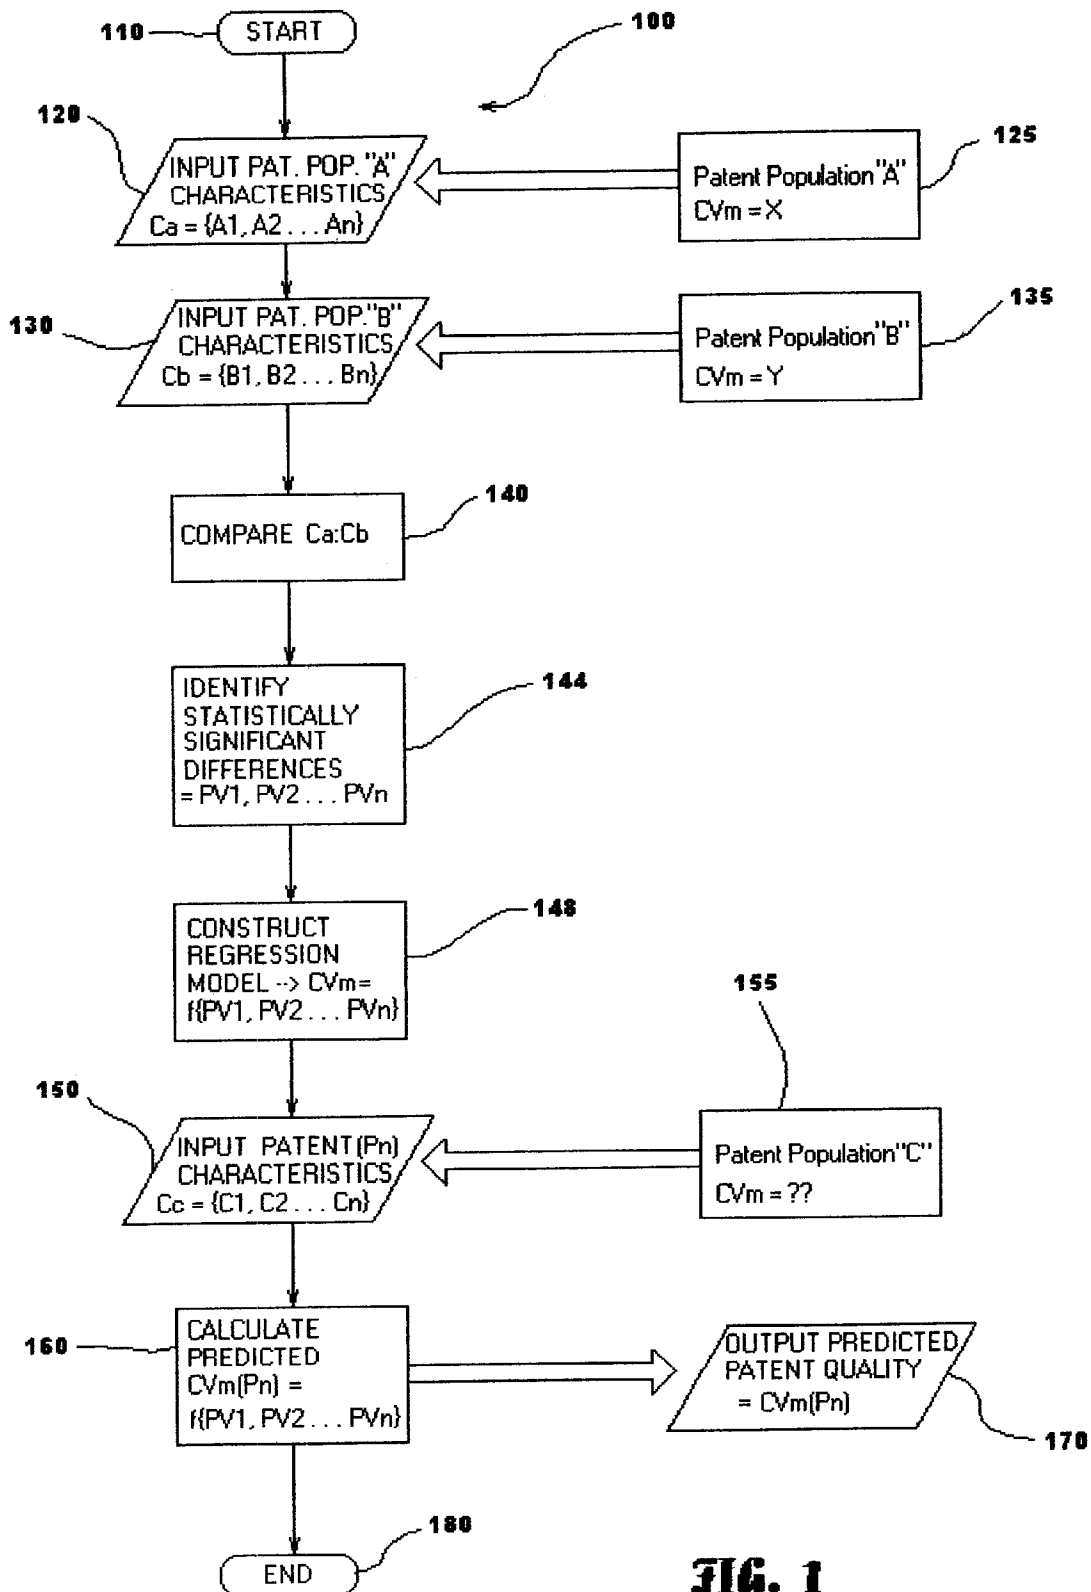 110
START
100
120
INPUT PAT. POP. "A"
CHARACTERISTICS
Ca = {A1, A2 . . . An}
Patent Population "A"
CVm = X
125
130
INPUT PAT. POP. "B"
CHARACTERISTICS
Cb = {B1, B2 . . . Bn}
Patent Population "B"
CVm = Y
135
COMPARE Ca:Cb
140
IDENTIFY
STATISTICALLY
SIGNIFICANT
DIFFERENCES
= PV1, PV2 . . . PVn
144
CONSTRUCT
REGRESSION
MODEL --> CVm=
f{PV1, PV2 . . . PVn}
148
150
INPUT PATENT(Pn)
CHARACTERISTICS
Cc = {C1, C2 . . . Cn}
155
Patent Population "C"
CVm = ??
160
CALCULATE
PREDICTED
CVm(Pn) =
f{PV1, PV2 . . . PVn}
OUTPUT PREDICTED
PATENT QUALITY
= CVm(Pn)
170
180
END
FIG. 1